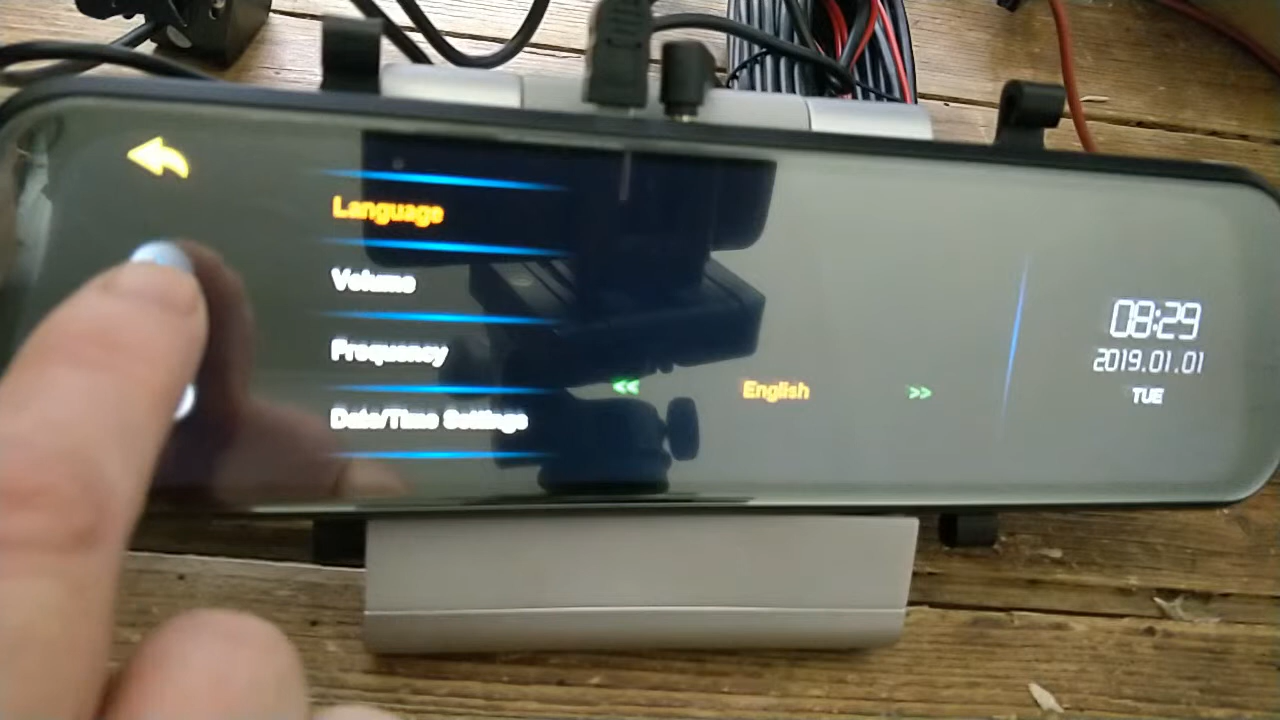 Language
Volume
Frequency
Date/Time Settings
<< English >>
08:29
2019.01.01
TUE